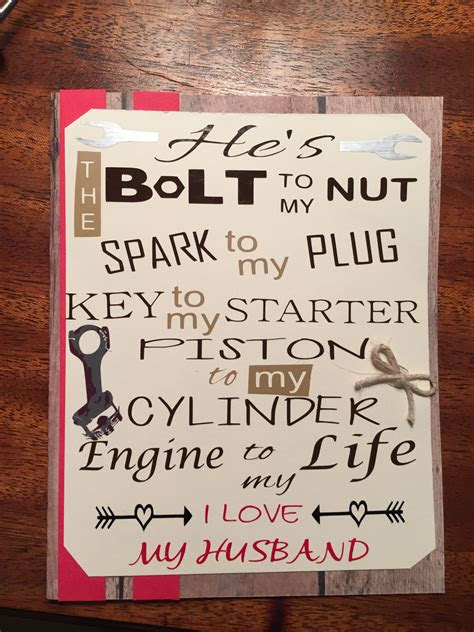 He's
THE BOLT TO MY NUT
SPARK to my PLUG
KEY to my STARTER
PISTON
to my
CYLINDER
Engine to my Life
I LOVE
MY HUSBAND